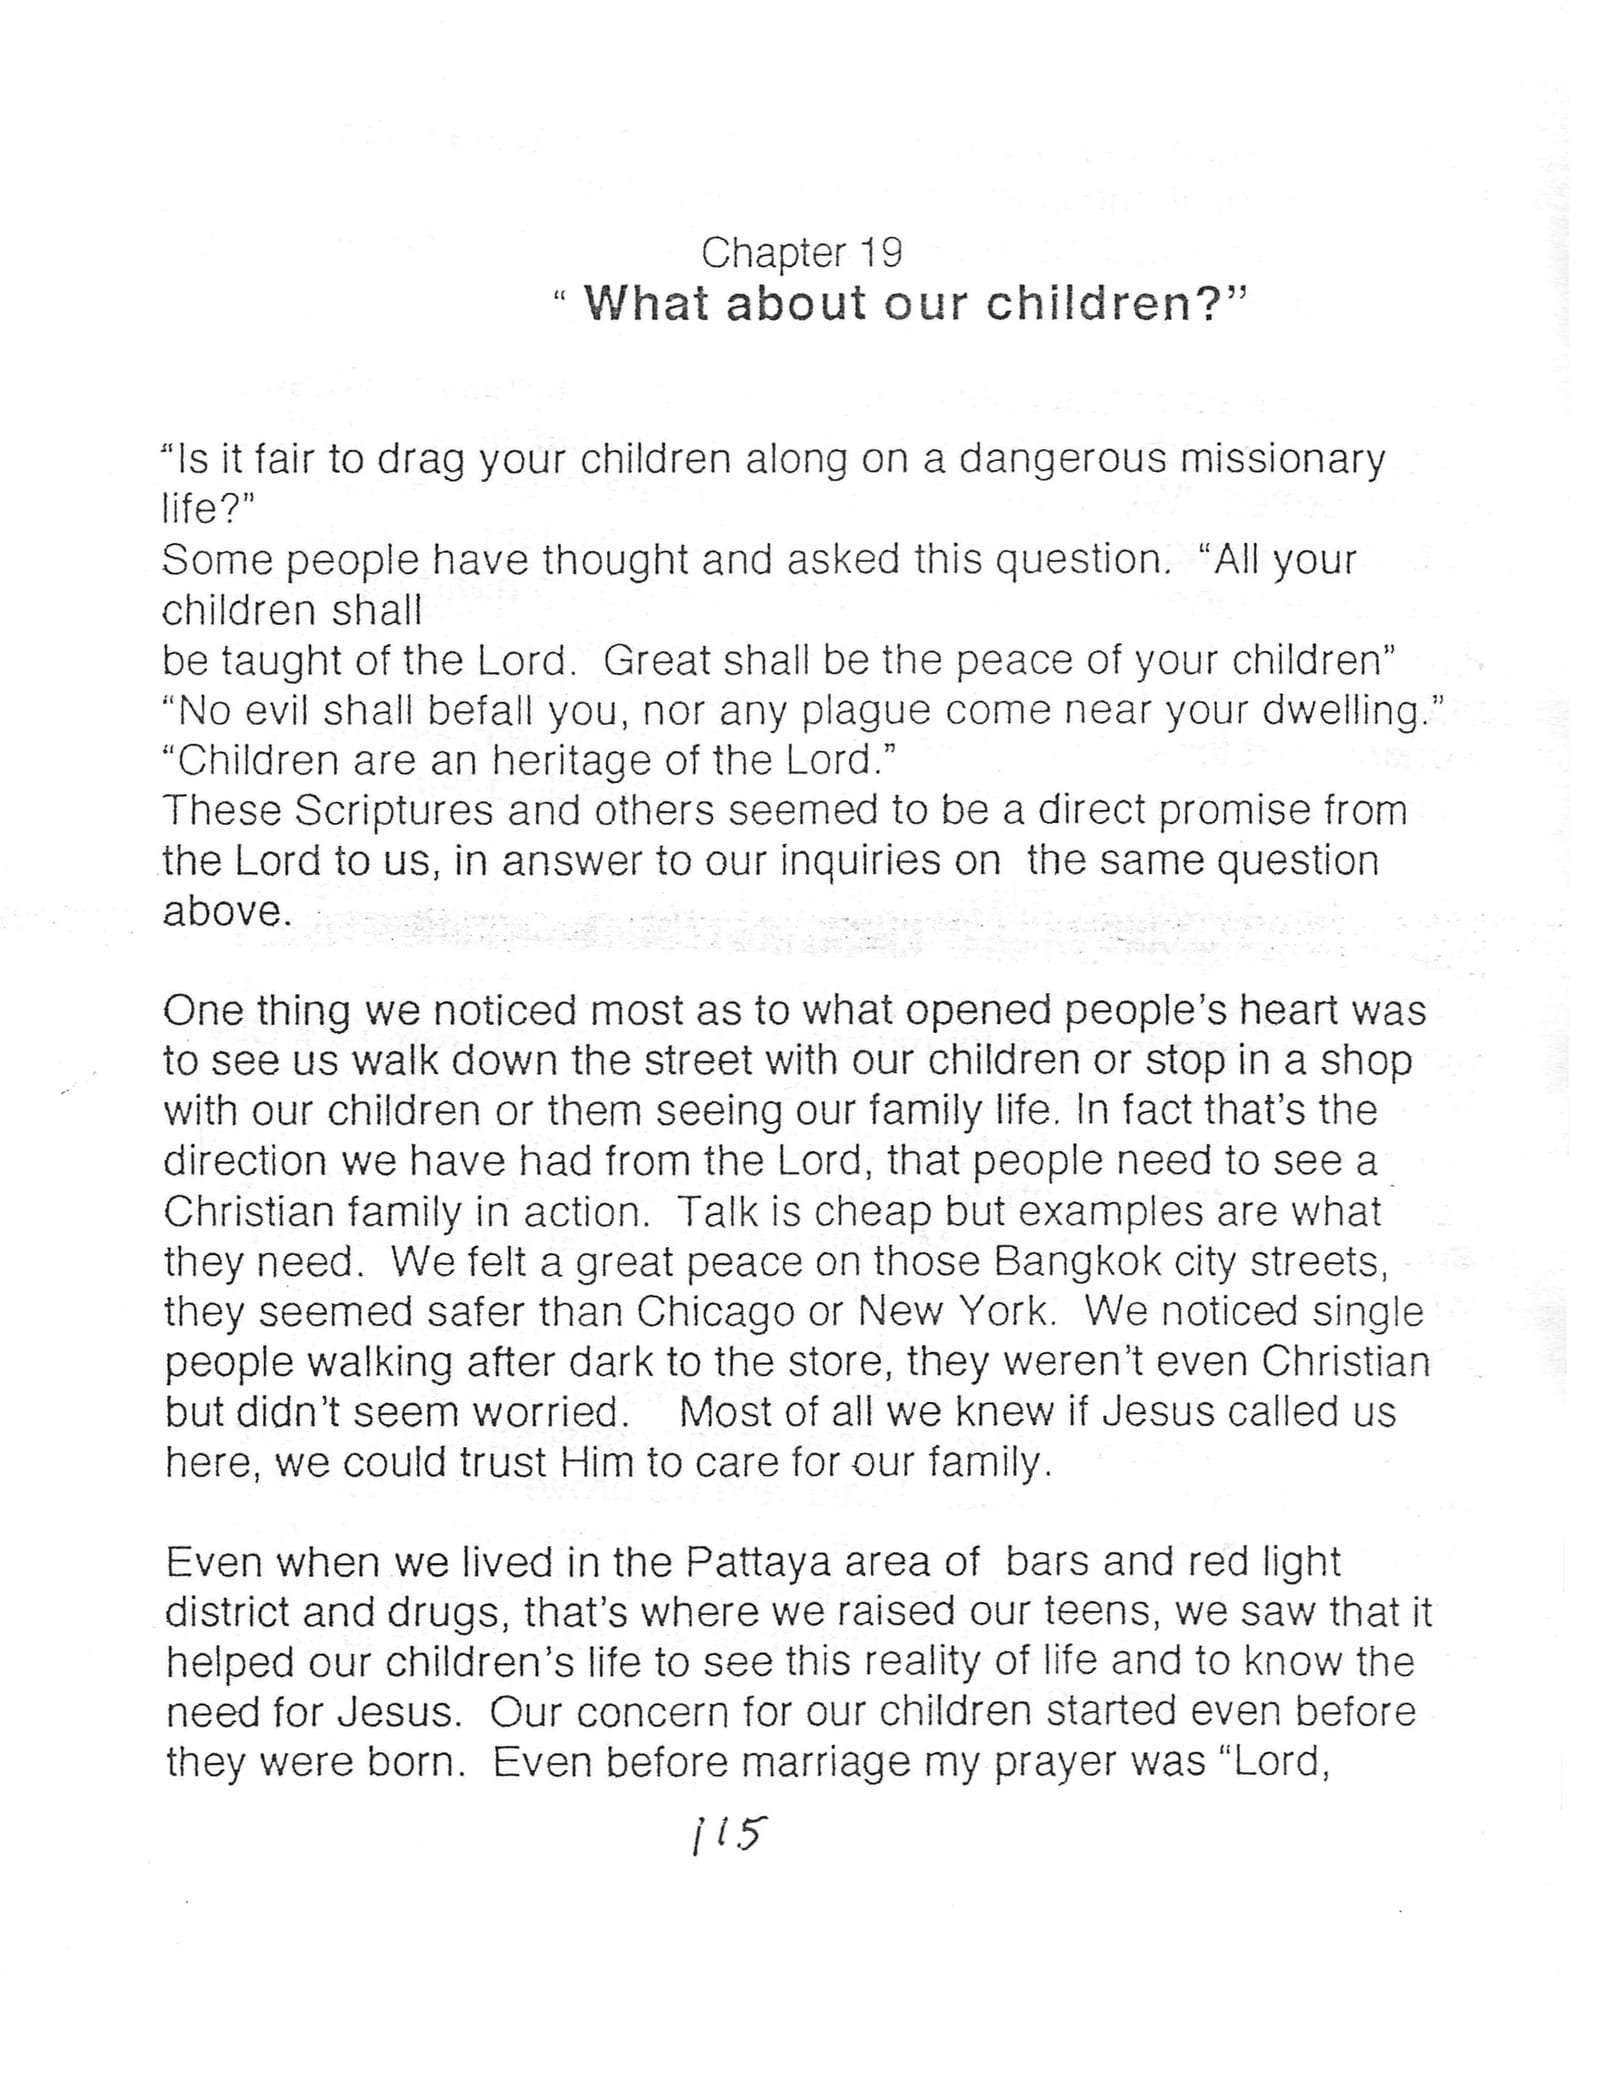 Chapter 19
“ What about our children?”
“Is it fair to drag your children along on a dangerous missionary
life?”
Some people have thought and asked this question.  “All your
children shall
be taught of the Lord.  Great shall be the peace of your children”
“No evil shall befall you, nor any plague come near your dwelling.”
“Children are an heritage of the Lord.”
These Scriptures and others seemed to be a direct promise from
the Lord to us, in answer to our inquiries on  the same question
above.
One thing we noticed most as to what opened people’s heart was
to see us walk down the street with our children or stop in a shop
with our children or them seeing our family life. In fact that’s the
direction we have had from the Lord, that people need to see a
Christian family in action.  Talk is cheap but examples are what
they need.  We felt a great peace on those Bangkok city streets,
they seemed safer than Chicago or New York.  We noticed single
people walking after dark to the store, they weren’t even Christian
but didn’t seem worried.   Most of all we knew if Jesus called us
here, we could trust Him to care for our family.
Even when we lived in the Pattaya area of  bars and red light
district and drugs, that’s where we raised our teens, we saw that it
helped our children’s life to see this reality of life and to know the
need for Jesus.  Our concern for our children started even before
they were born.  Even before marriage my prayer was “Lord,
115